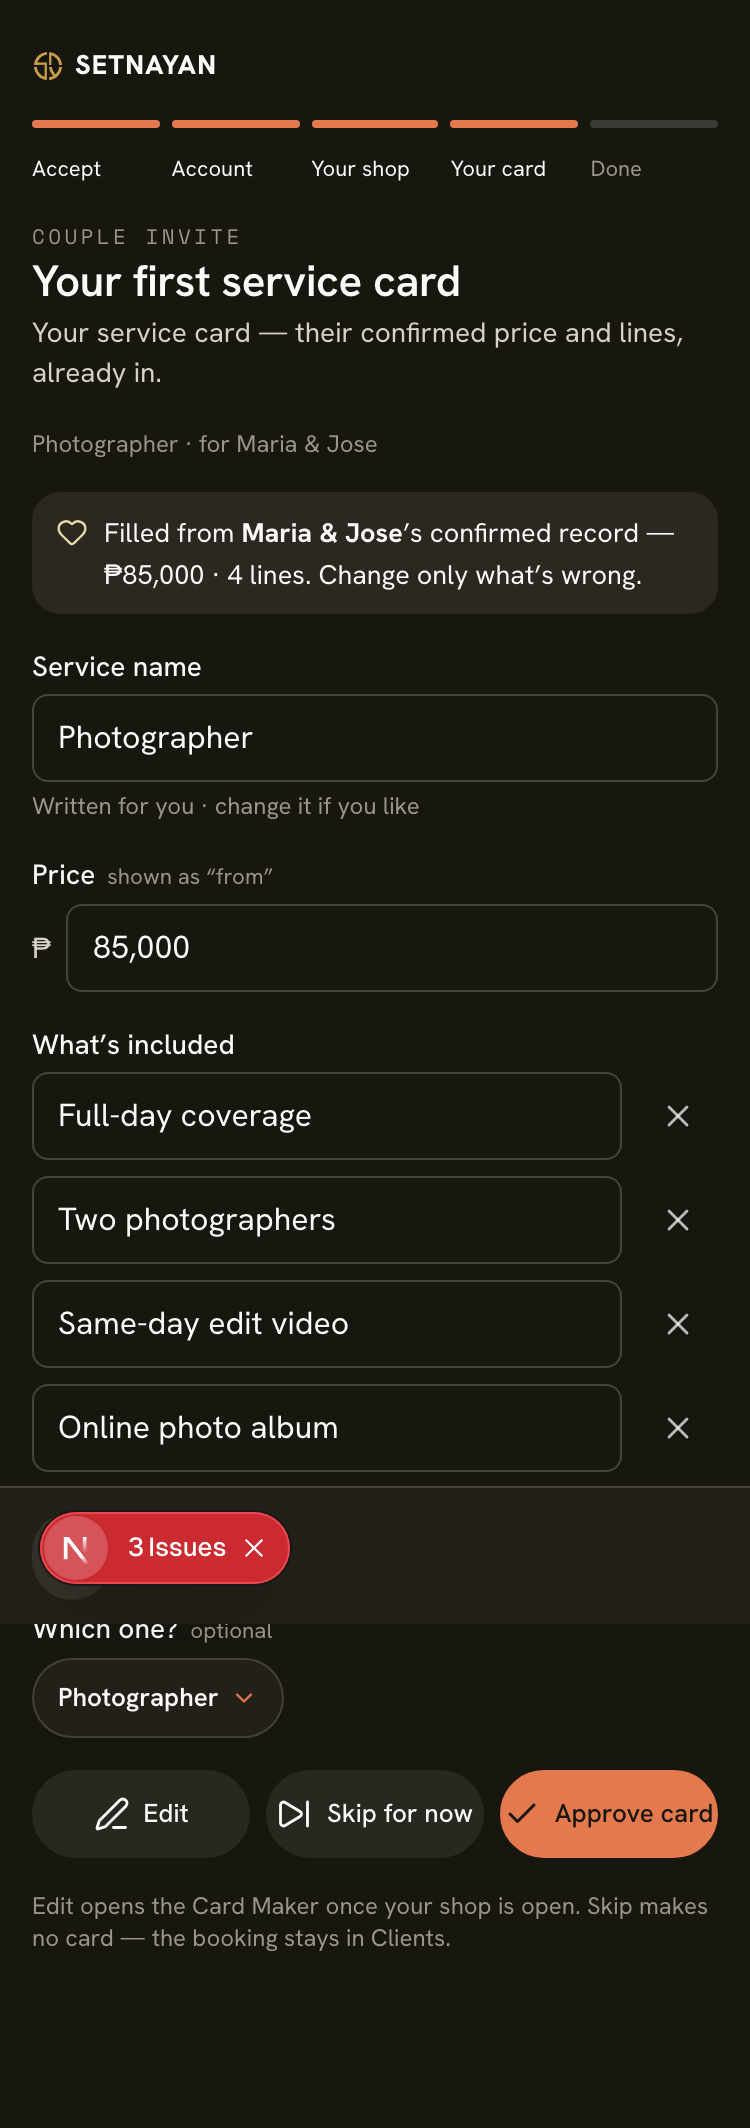 SETNAYAN
Accept Account Your shop Your card Done
COUPLE INVITE
Your first service card
Your service card — their confirmed price and lines,
already in.
Photographer · for Maria & Jose
Filled from Maria & Jose’s confirmed record —
₱85,000 · 4 lines. Change only what’s wrong.
Service name
Photographer
Written for you · change it if you like
Price shown as “from”
₱ 85,000
What’s included
Full-day coverage
Two photographers
Same-day edit video
Online photo album
N 3 Issues
Which one? optional
Photographer
Edit Skip for now Approve card
Edit opens the Card Maker once your shop is open. Skip makes
no card — the booking stays in Clients.